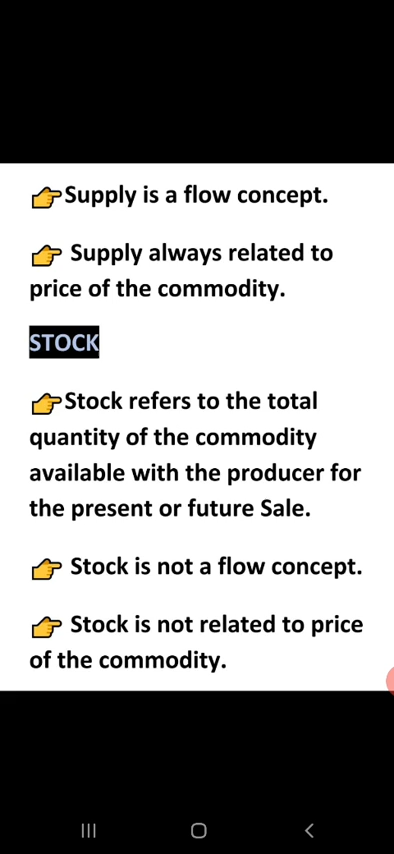 👉Supply is a flow concept.
👉 Supply always related to
price of the commodity.
STOCK
👉Stock refers to the total
quantity of the commodity
available with the producer for
the present or future Sale.
👉 Stock is not a flow concept.
👉 Stock is not related to price
of the commodity.